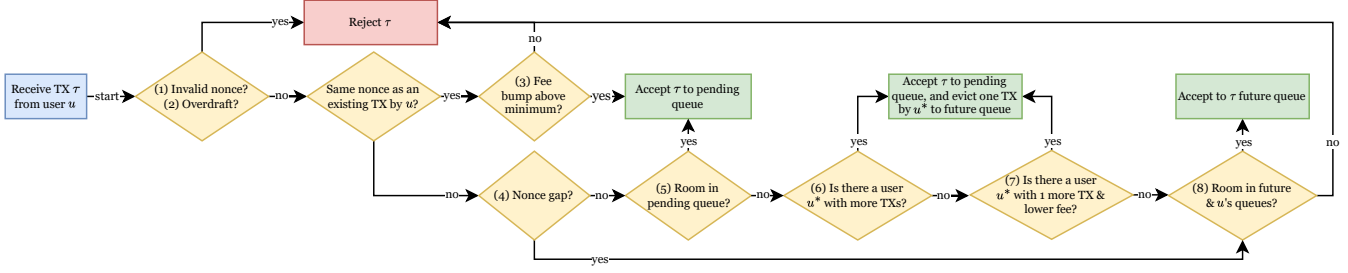 yes
Reject τ
no
Receive TX τ
from user u
start
(1) Invalid nonce?
(2) Overdraft?
no
Same nonce as an
existing TX by u?
yes
(3) Fee
bump above
minimum?
yes
Accept τ to pending
queue
Accept τ to pending
queue, and evict one TX
by u* to future queue
Accept to τ future queue
yes
yes
yes
yes
no
no
(4) Nonce gap?
no
(5) Room in
pending queue?
no
(6) Is there a user
u* with more TXs?
no
(7) Is there a user
u* with 1 more TX &
lower fee?
no
(8) Room in future
& u's queues?
yes